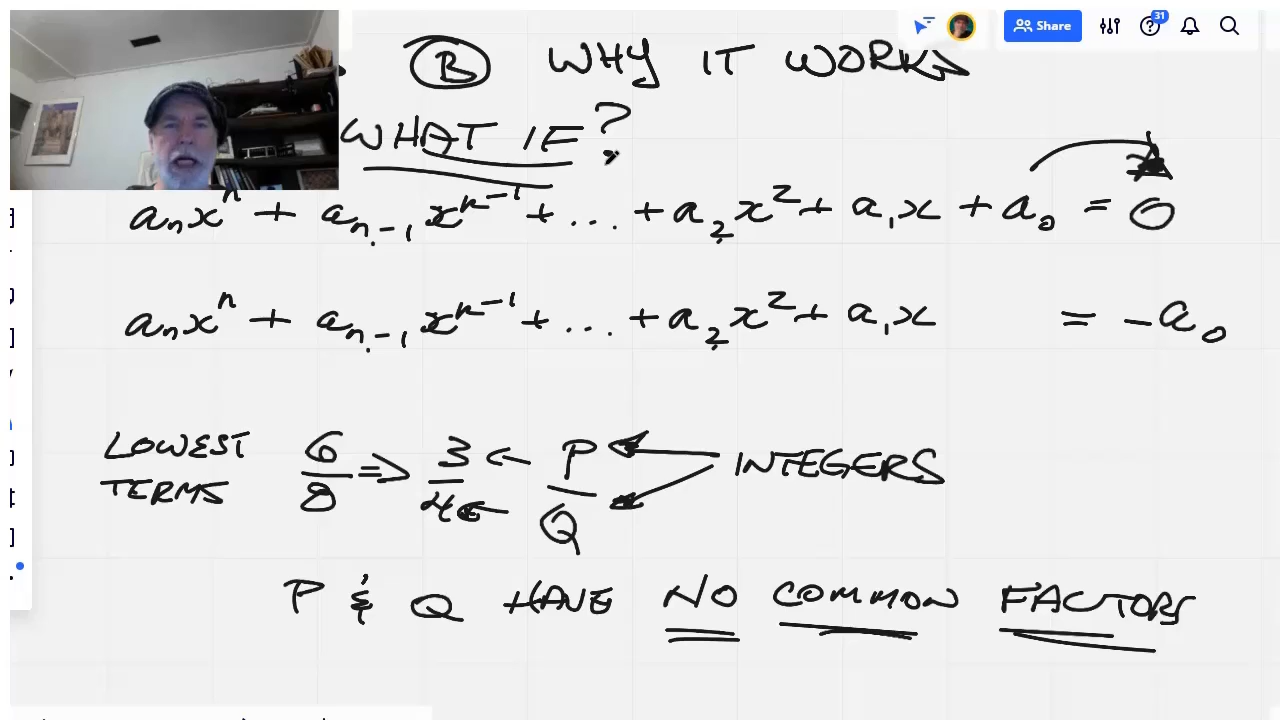 31
Share
B WHY IT WORKS
WHAT IF?
aₙxⁿ + aₙ₋₁xⁿ⁻¹ + ... + a₂x² + a₁x + a₀ = 0
aₙxⁿ + aₙ₋₁xⁿ⁻¹ + ... + a₂x² + a₁x = -a₀
LOWEST TERMS 6/8 => 3/4 ← P/Q ← INTEGERS
P & Q HAVE NO COMMON FACTORS